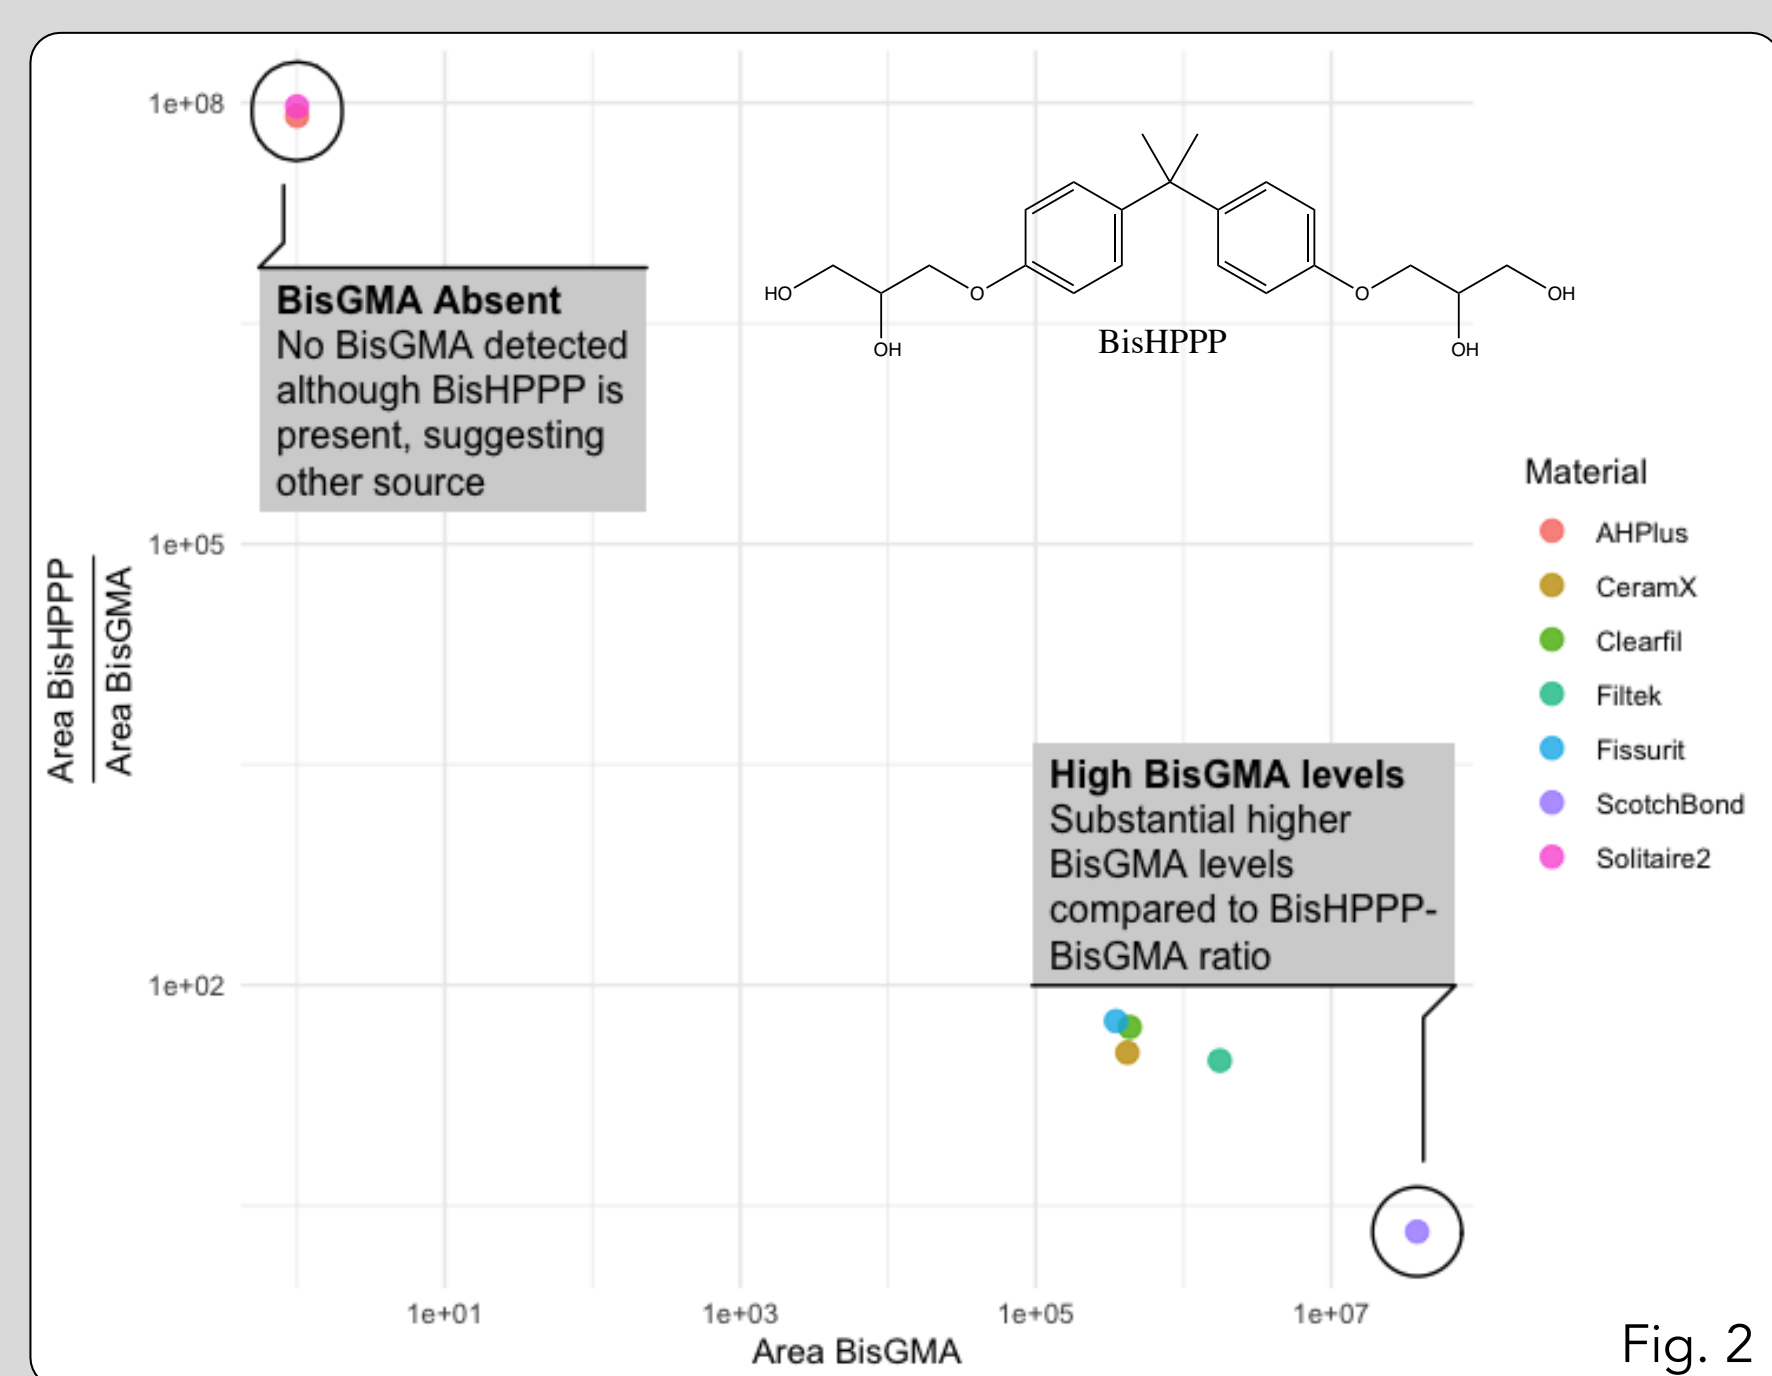 1e+08
1e+05
1e+02
Area BisHPPP
Area BisGMA
BisGMA Absent
No BisGMA detected
although BisHPPP is
present, suggesting
other source
HO
OH
O
O
OH
OH
BisHPPP
High BisGMA levels
Substantial higher
BisGMA levels
compared to BisHPPP-
BisGMA ratio
Material
AHPlus
CeramX
Clearfil
Filtek
Fissurit
ScotchBond
Solitaire2
1e+01
1e+03
1e+05
1e+07
Area BisGMA
Fig. 2